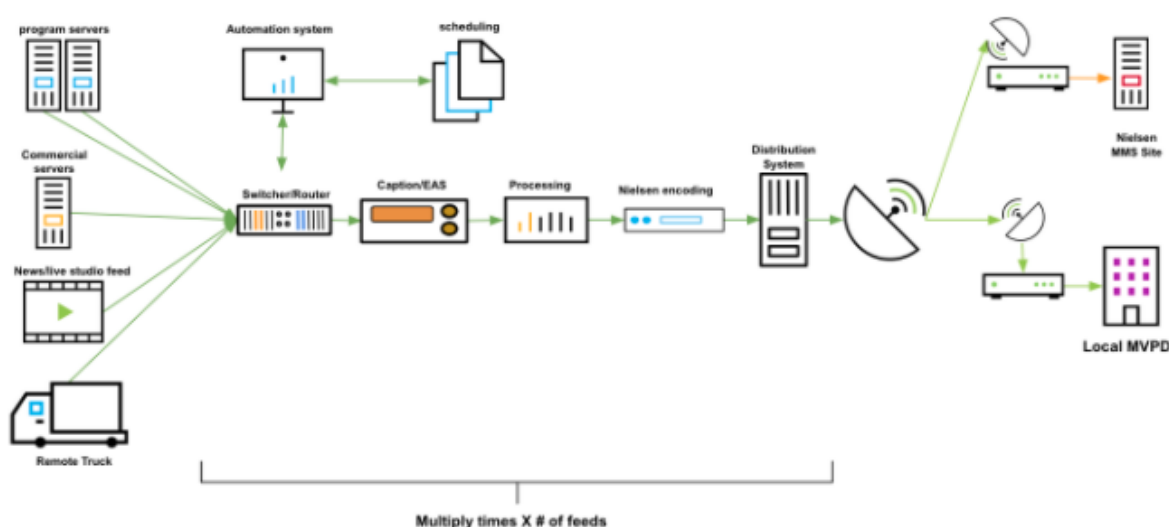 program servers
Automation system
scheduling
Commercial
servers
Switcher/Router
Caption/EAS
Processing
Nielsen encoding
Distribution
System
Nielsen
MMS Site
News/live studio feed
Local MVPD
Remote Truck
Multiply times X # of feeds